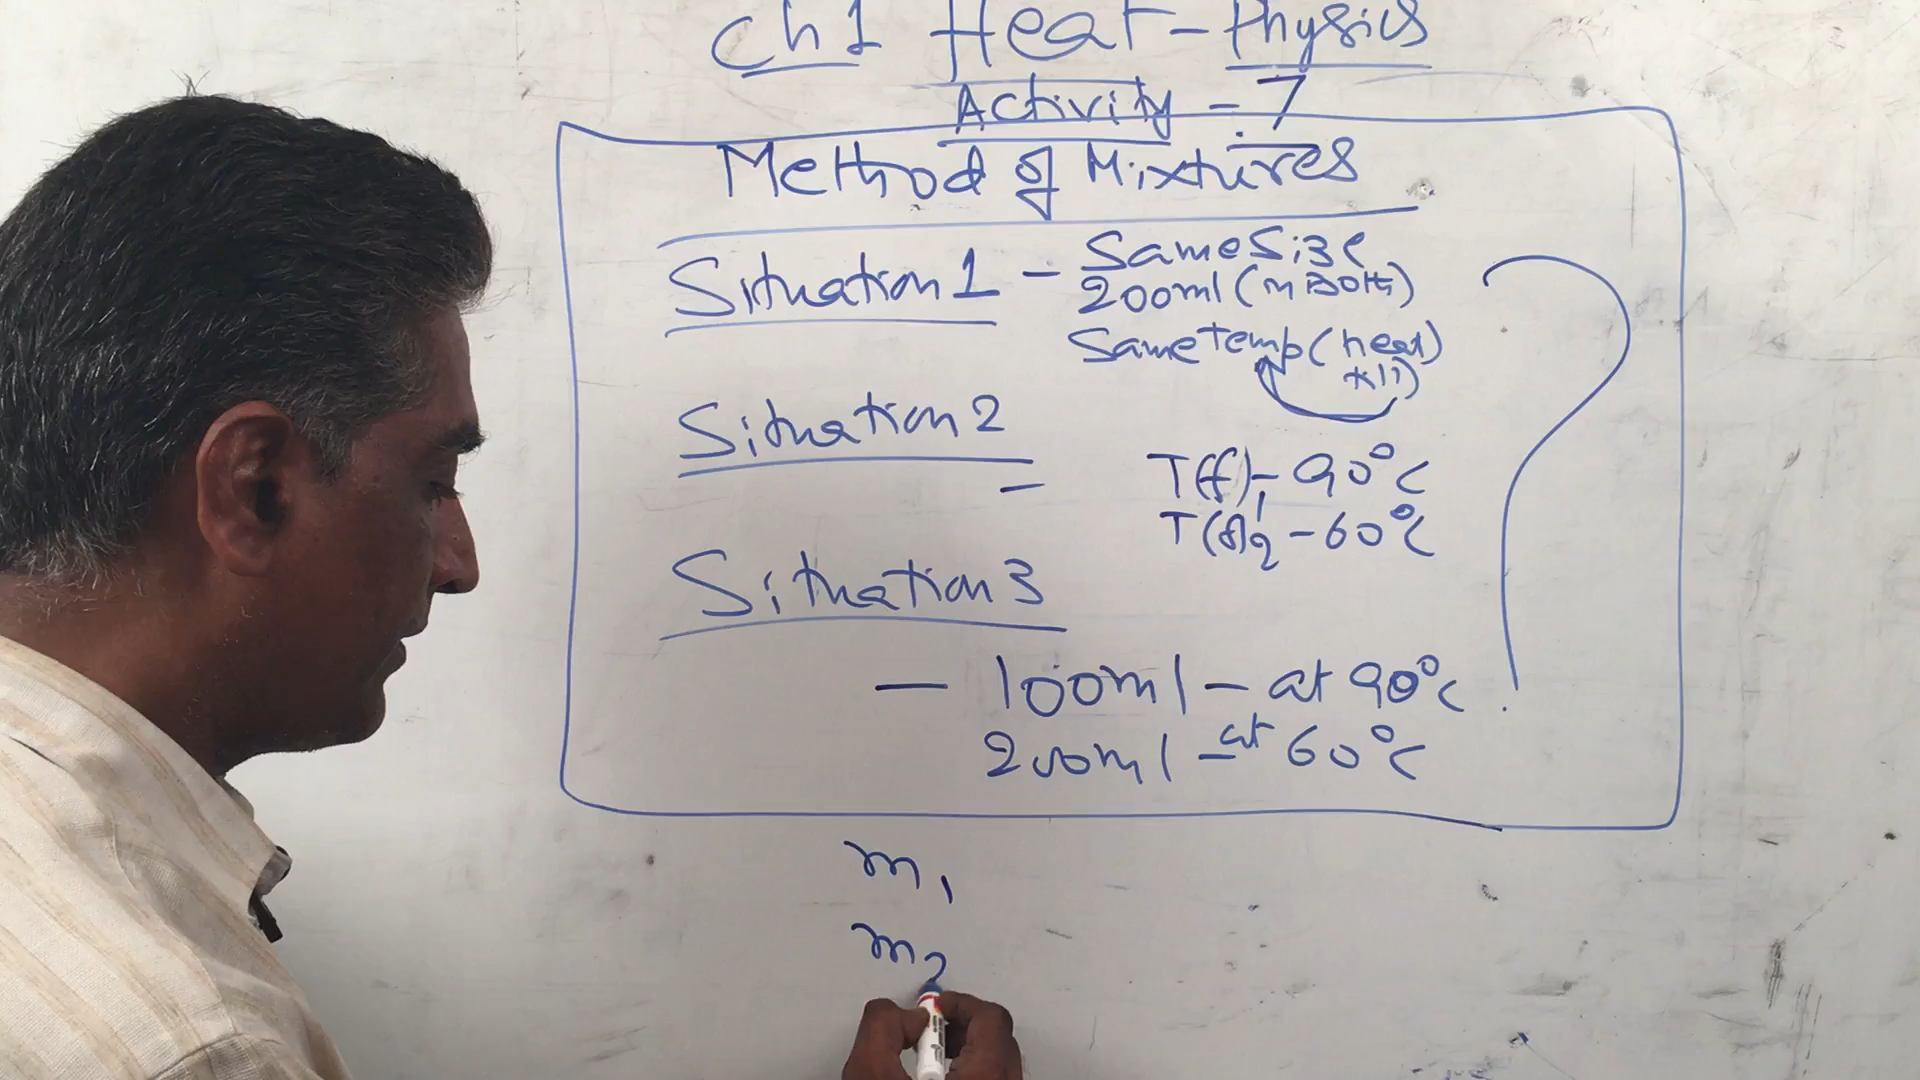 Ch 1 Heat - Physics
Activity - 7
Method of Mixtures
Situation 1 - Same Size
200ml (in Both)
Same Temp (heat
till)
Situation 2
T(f)1 - 90°C
T(f)2 - 60°C
Situation 3
- 100ml - at 90°C.
200ml - at 60°C
m1
m2